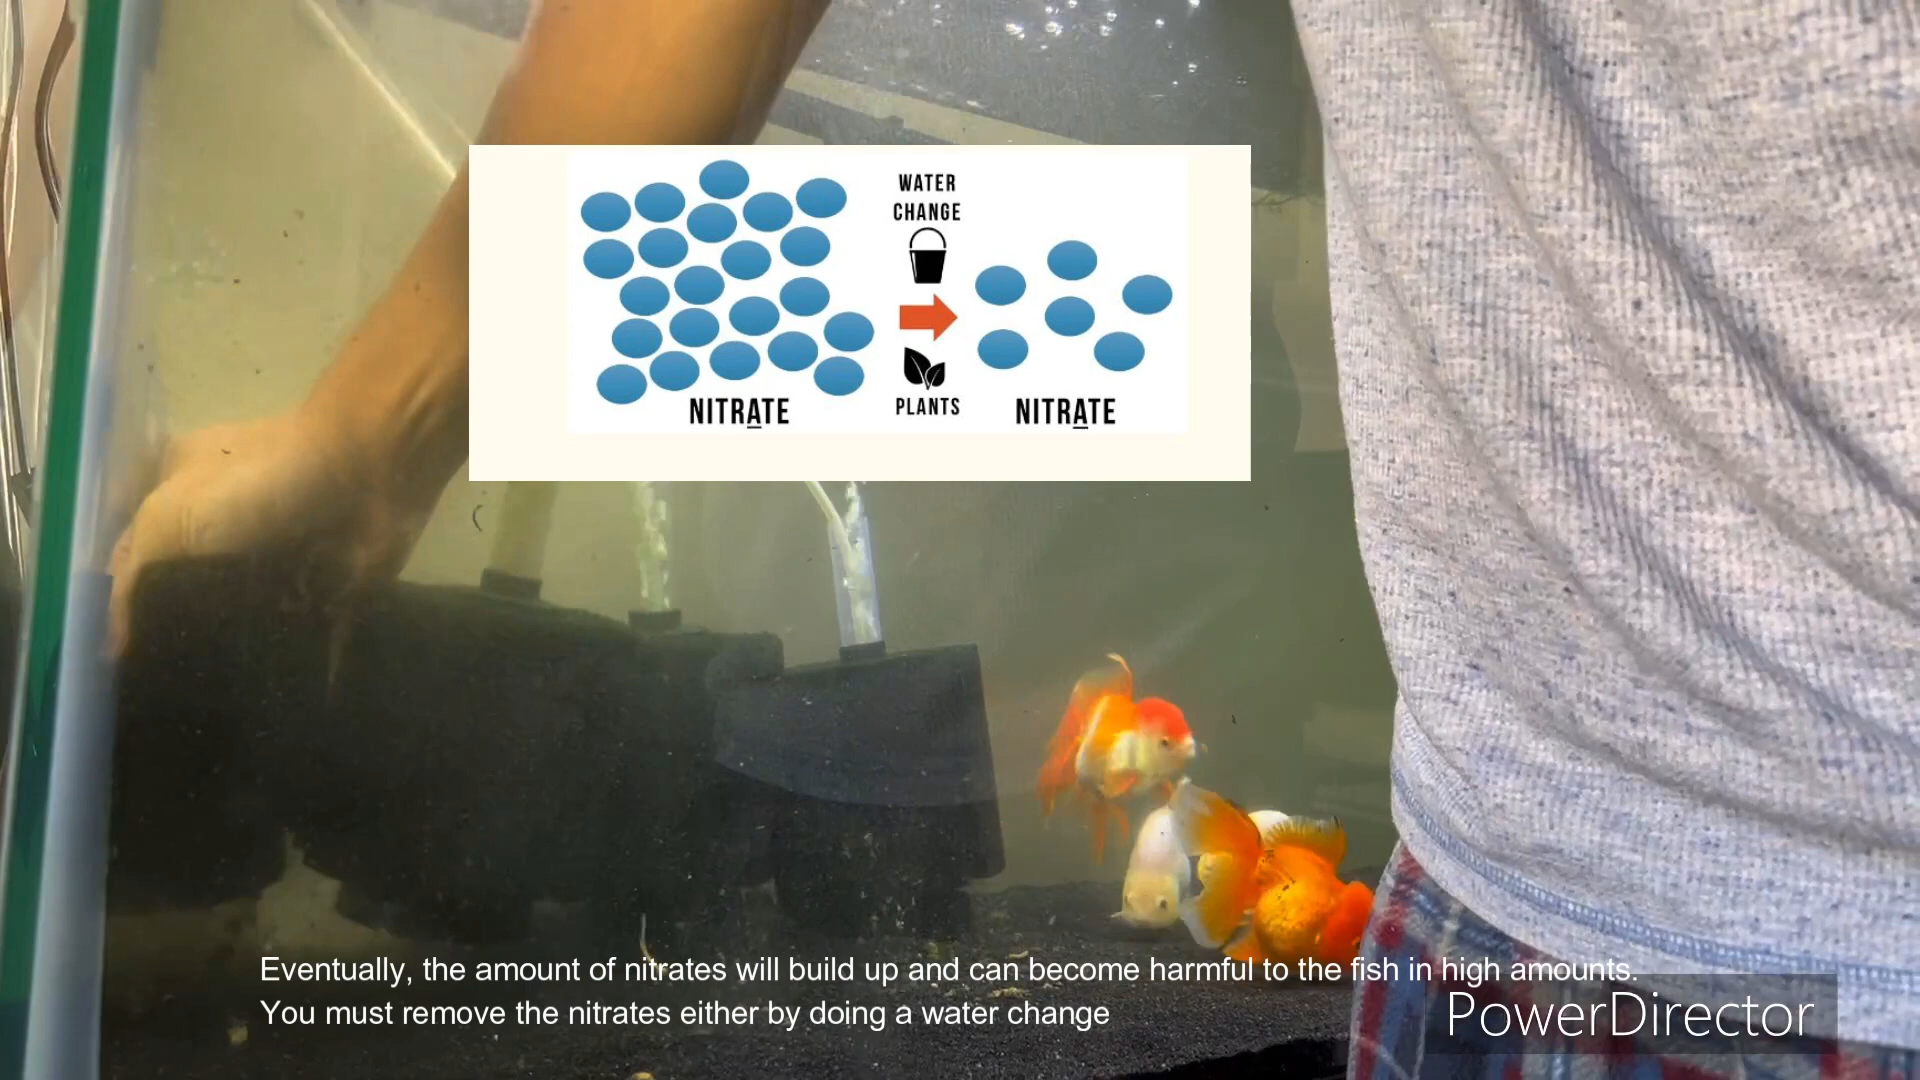 WATER
CHANGE
PLANTS
NITRATE
NITRATE
Eventually, the amount of nitrates will build up and can become harmful to the fish in high amounts.
You must remove the nitrates either by doing a water change
PowerDirector